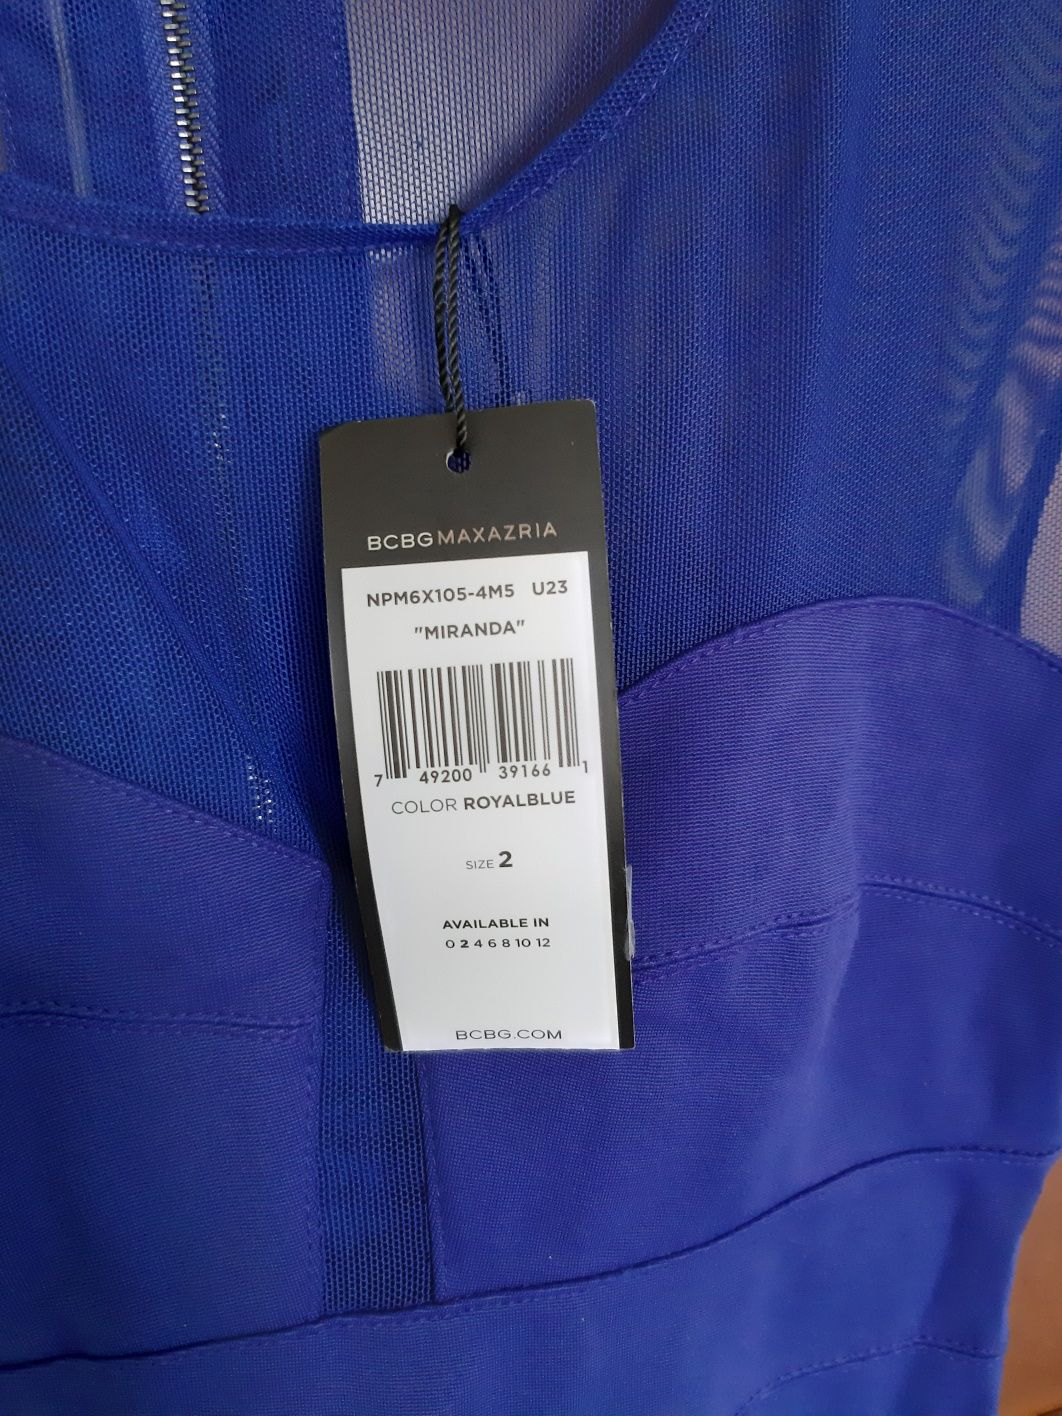 BCBGMAXAZRIA
NPM6X105-4M5 U23
"MIRANDA"
7 49200 39166 1
COLOR ROYALBLUE
SIZE 2
AVAILABLE IN
0 2 4 6 8 10 12
BCBG.COM